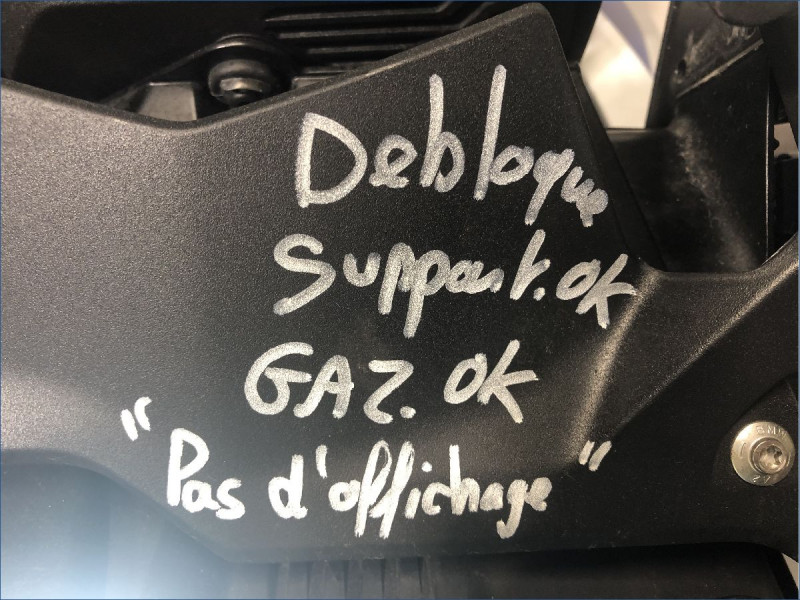 Debloque
Support. OK
GAZ. OK
"Pas d'affichage"